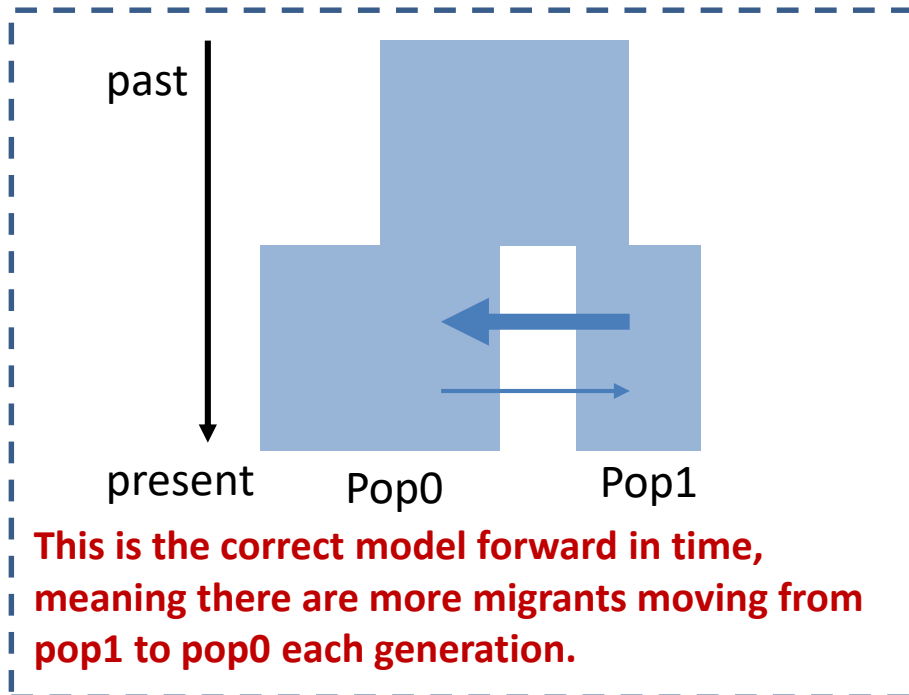 past
present
Pop0
Pop1
This is the correct model forward in time,
meaning there are more migrants moving from
pop1 to pop0 each generation.